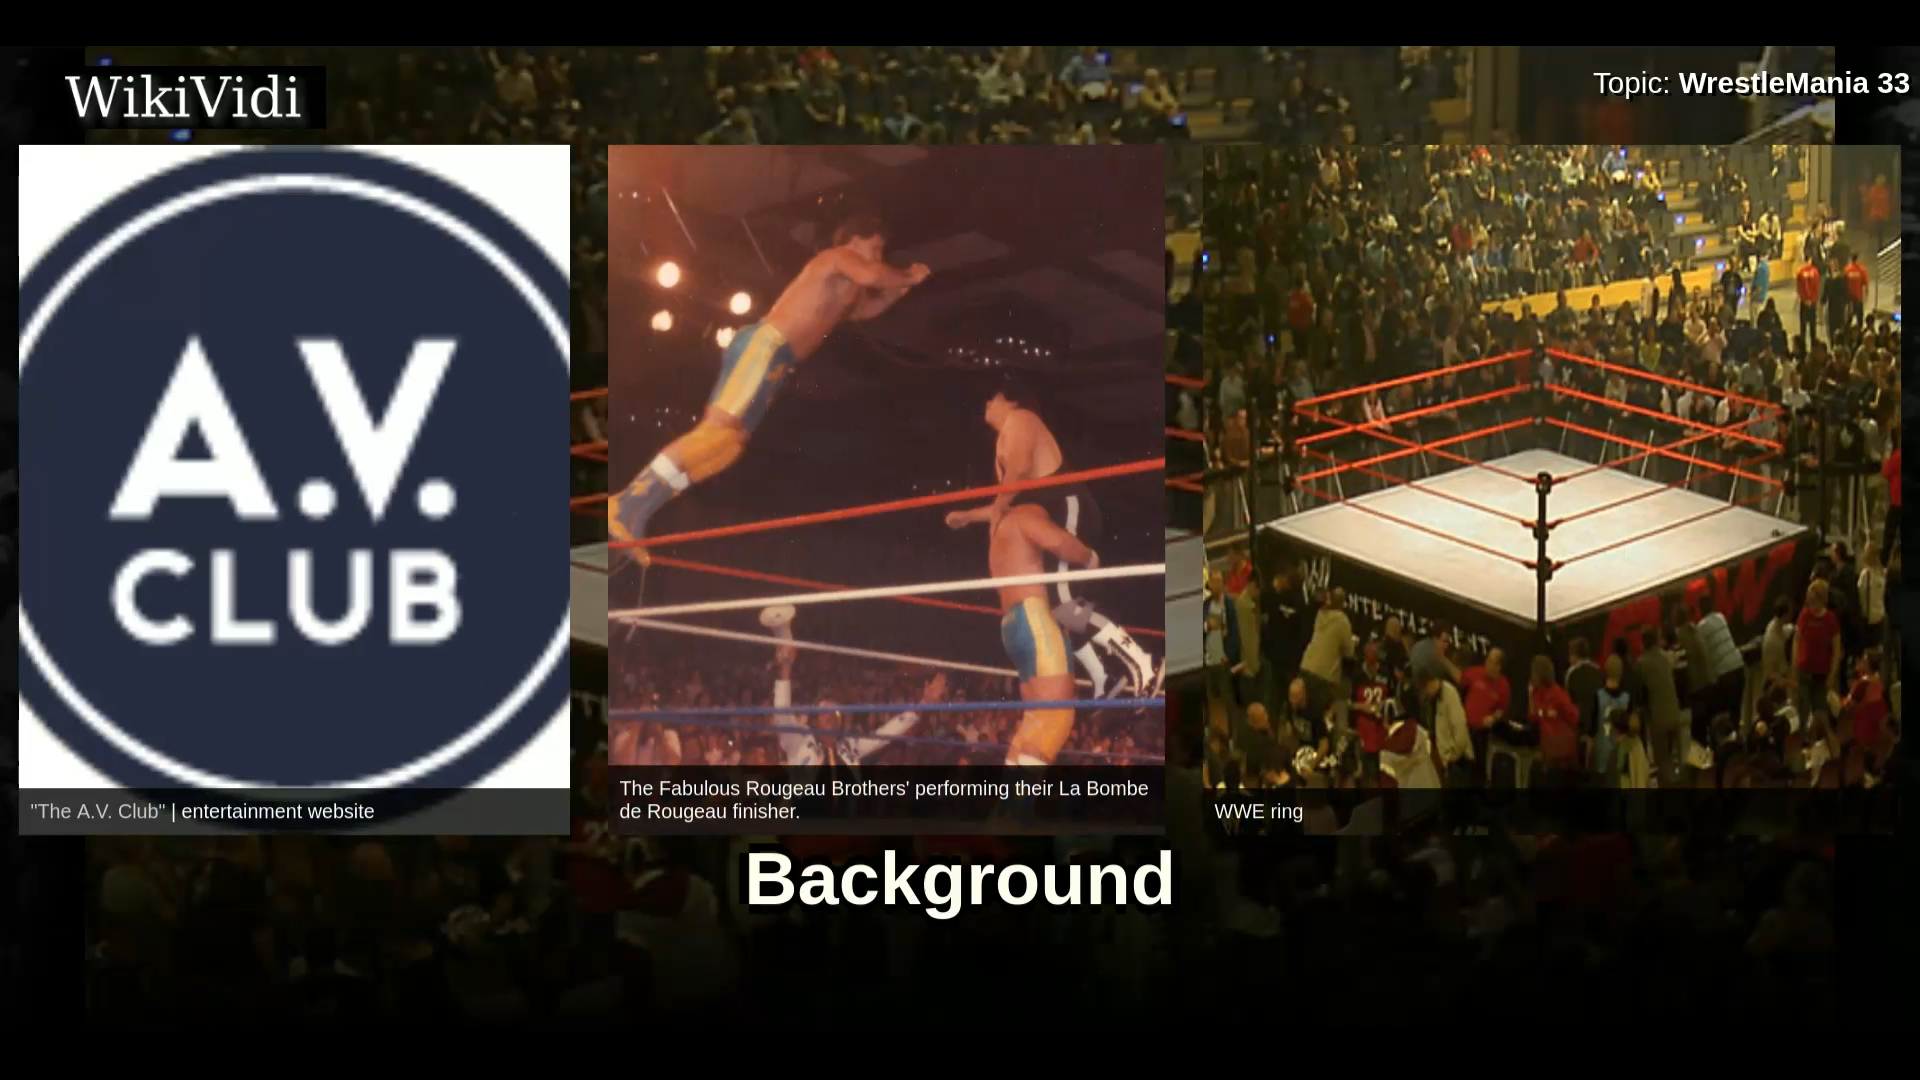 WikiVidi
Topic: WrestleMania 33
A.V.
CLUB
"The A.V. Club" | entertainment website
The Fabulous Rougeau Brothers' performing their La Bombe
de Rougeau finisher.
WWE ring
Background